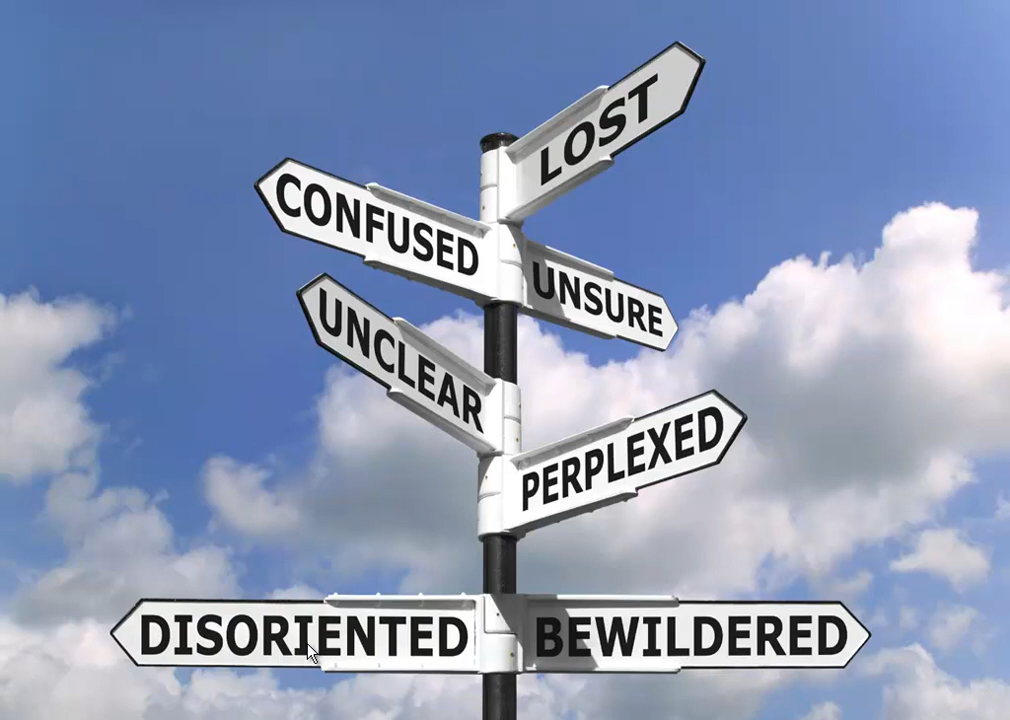 LOST
CONFUSED
UNSURE
UNCLEAR
PERPLEXED
DISORIENTED
BEWILDERED